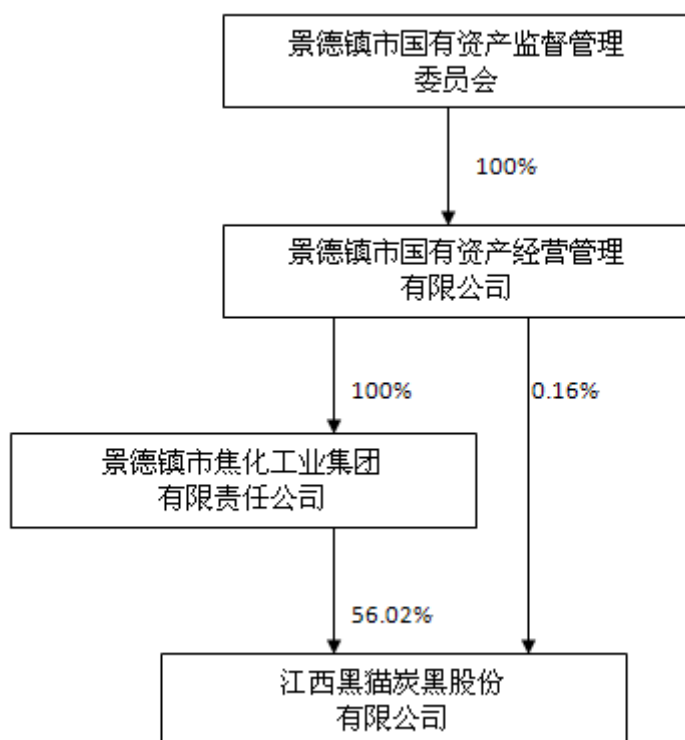 景德镇市国有资产监督管理
委员会
100%
景德镇市国有资产经营管理
有限公司
100%
0.16%
景德镇市焦化工业集团
有限责任公司
56.02%
江西黑猫炭黑股份
有限公司